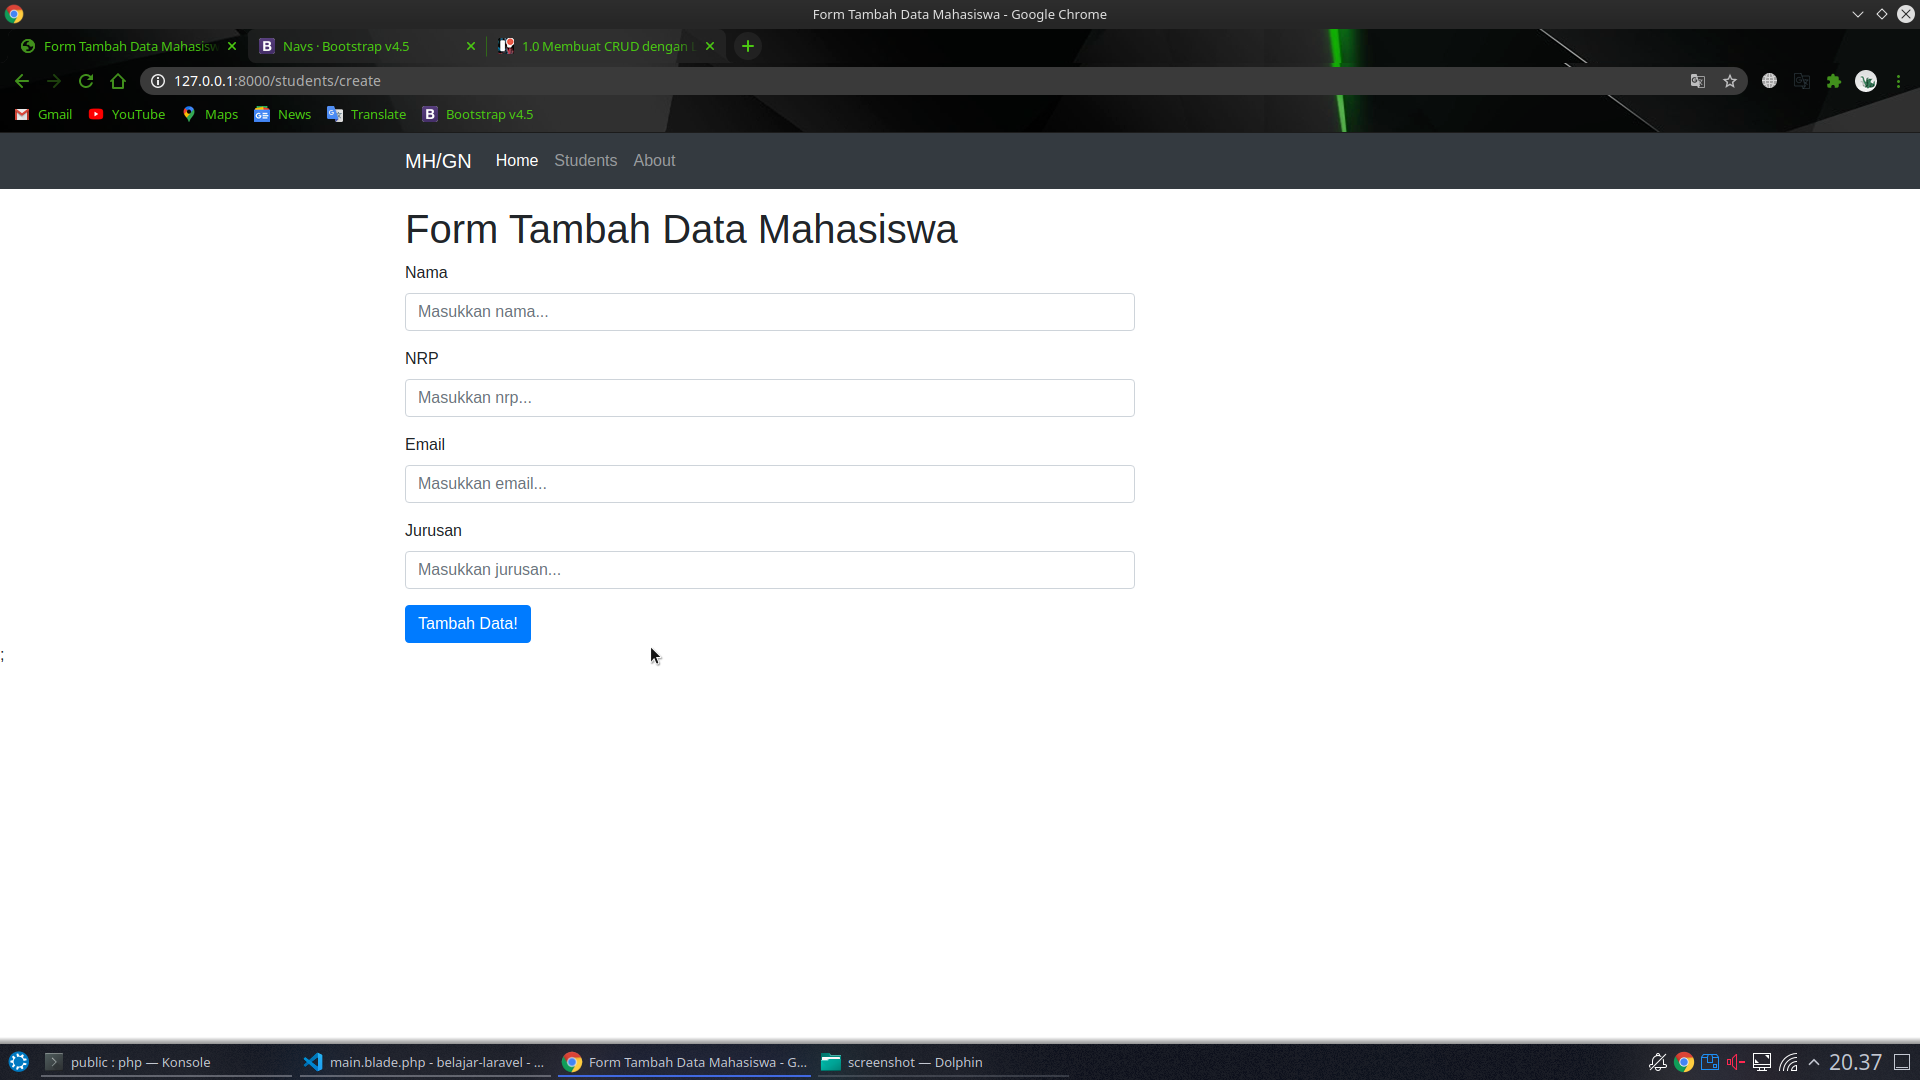 Form Tambah Data Mahasiswa - Google Chrome
Form Tambah Data Mahasisw
Navs · Bootstrap v4.5
1.0 Membuat CRUD dengan
127.0.0.1:8000/students/create
Gmail YouTube Maps News Translate Bootstrap v4.5
MH/GN Home Students About
Form Tambah Data Mahasiswa
Nama
Masukkan nama...
NRP
Masukkan nrp...
Email
Masukkan email...
Jurusan
Masukkan jurusan...
Tambah Data!
;
public : php — Konsole
main.blade.php - belajar-laravel - ...
Form Tambah Data Mahasiswa - G...
screenshot — Dolphin
20.37